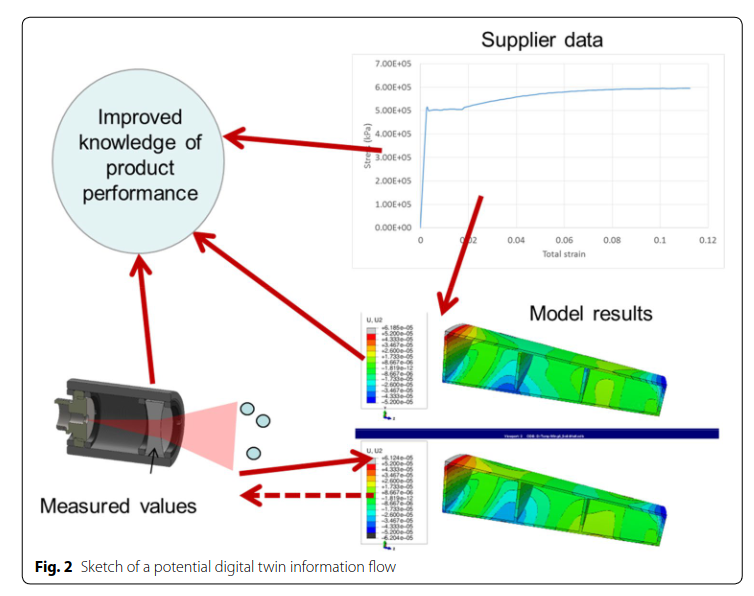 Supplier data
7.00E+05
6.00E+05
5.00E+05
4.00E+05
3.00E+05
2.00E+05
1.00E+05
0.00E+00
Stress (kPa)
0 0.02 0.04 0.06 0.08 0.1 0.12
Total strain
Improved
knowledge of
product
performance
Model results
U, U2
+6.185e-05
+5.200e-05
+4.333e-05
+3.467e-05
+2.600e-05
+1.733e-05
+8.667e-06
-1.819e-12
-8.667e-06
-1.733e-05
-2.600e-05
-3.467e-05
-4.333e-05
-5.200e-05
U, U2
+6.124e-05
+5.200e-05
+4.333e-05
+3.467e-05
+2.600e-05
+1.733e-05
+8.667e-06
-1.819e-12
-8.667e-06
-1.733e-05
-2.600e-05
-3.467e-05
-4.333e-05
-5.200e-05
-6.204e-05
Measured values
Fig. 2 Sketch of a potential digital twin information flow